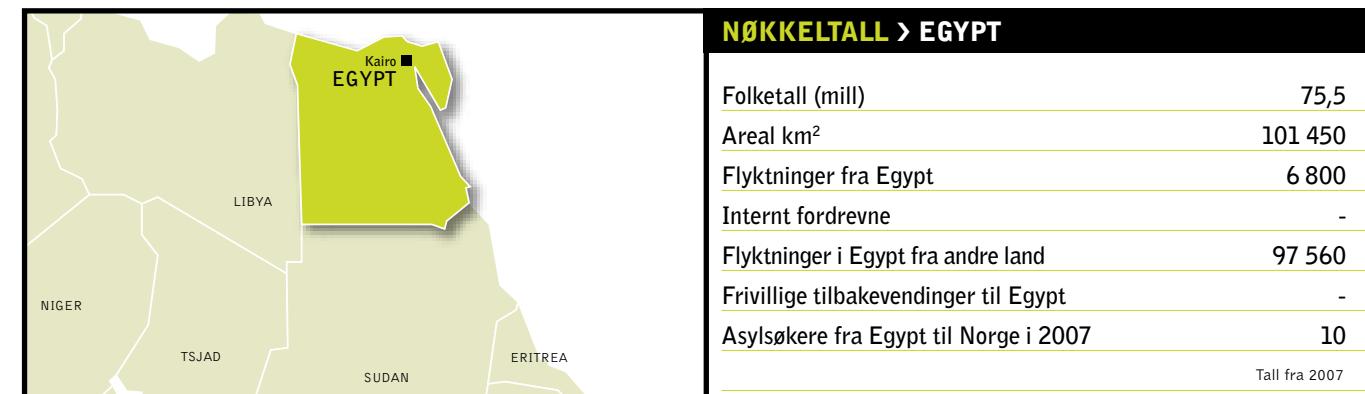 Kairo
EGYPT
LIBYA
NIGER
TSJAD
SUDAN
ERITREA
NØKKELTALL > EGYPT
Folketall (mill) 75,5
Areal km² 101 450
Flyktninger fra Egypt 6 800
Internt fordrevne -
Flyktninger i Egypt fra andre land 97 560
Frivillige tilbakevendinger til Egypt -
Asylsøkere fra Egypt til Norge i 2007 10
Tall fra 2007